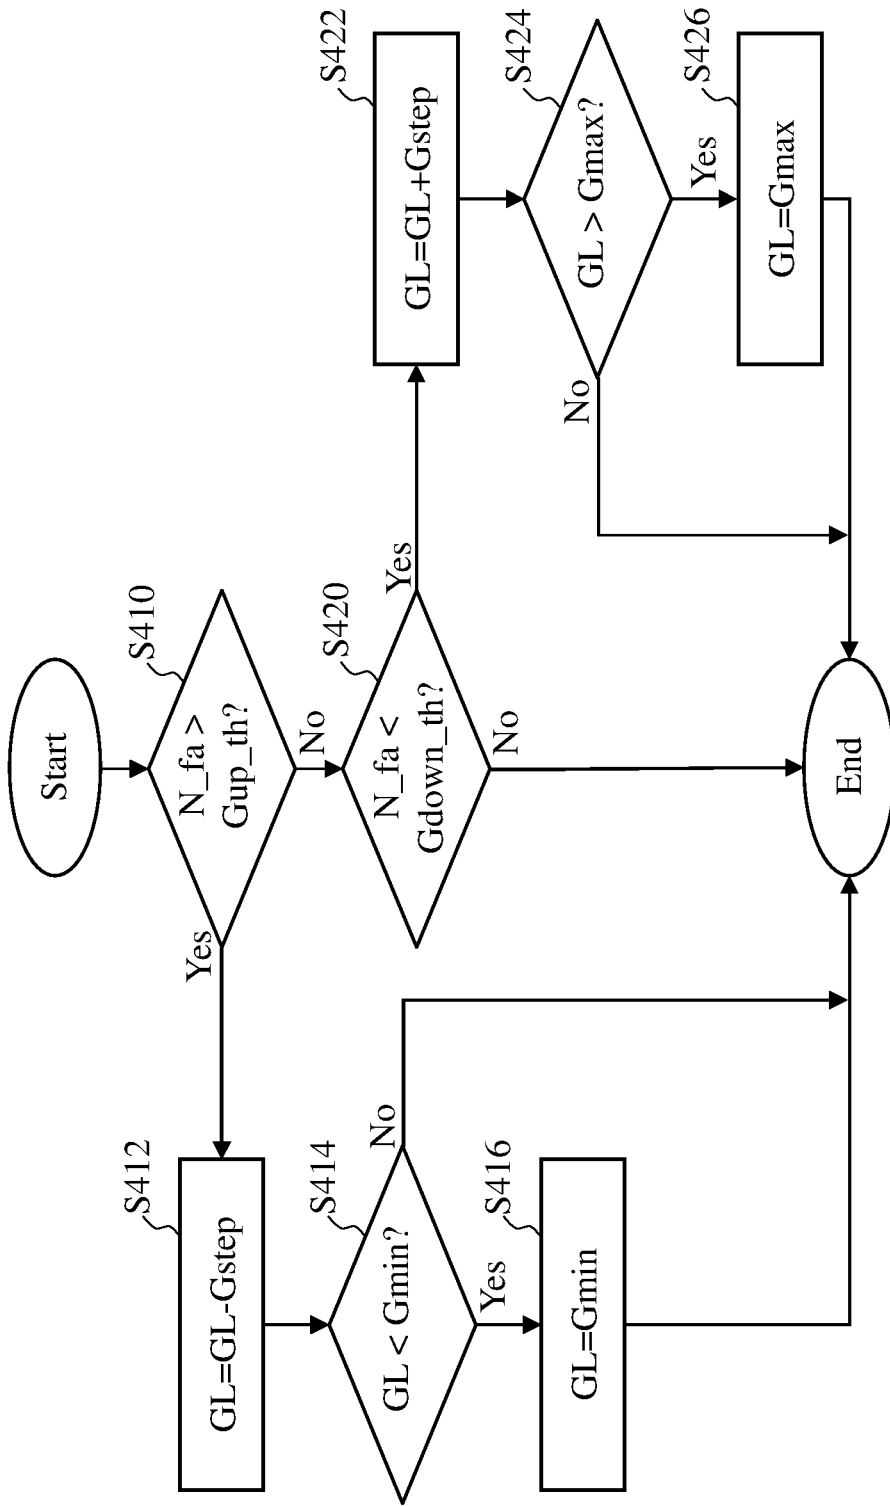 Start
S410
N_fa >
Gup_th?
Yes
No
S412
GL=GL-Gstep
S414
GL < Gmin?
No
Yes
S416
GL=Gmin
S420
N_fa <
Gdown_th?
Yes
No
S422
GL=GL+Gstep
S424
GL > Gmax?
No
Yes
S426
GL=Gmax
End